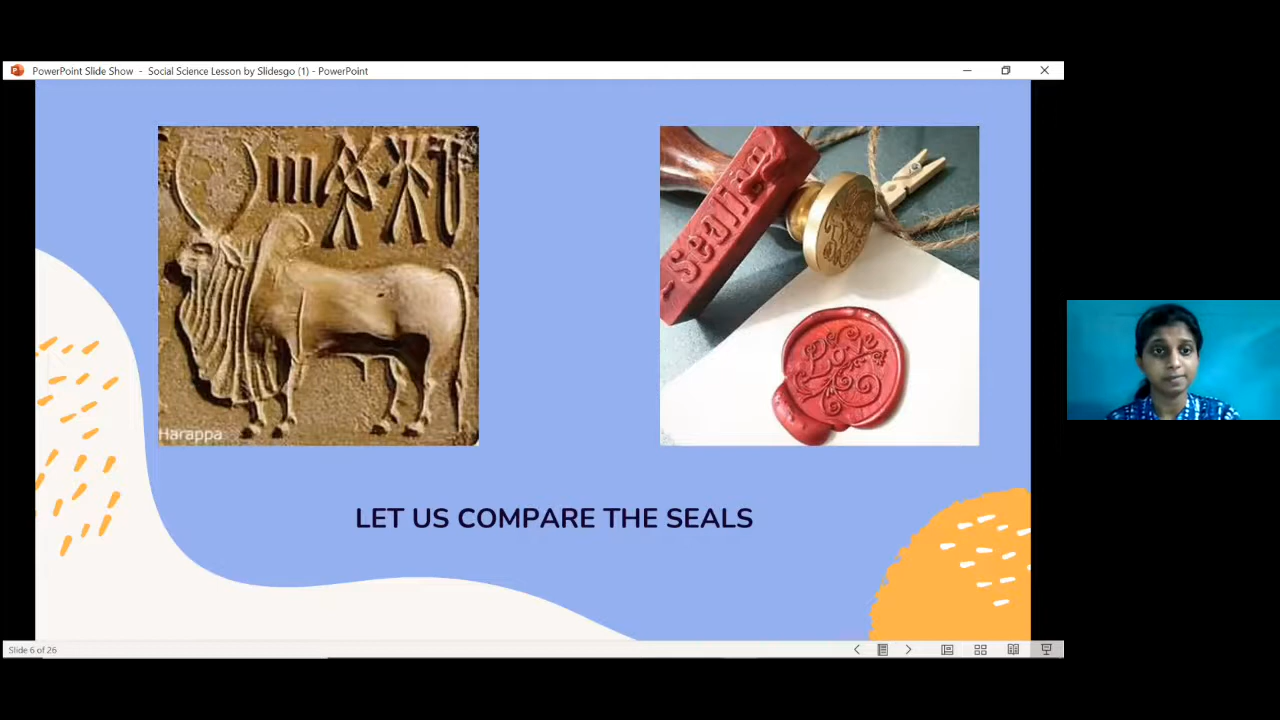 PowerPoint Slide Show - Social Science Lesson by Slidesgo (1) - PowerPoint
Harappa
Sealing
LET US COMPARE THE SEALS
Slide 6 of 26